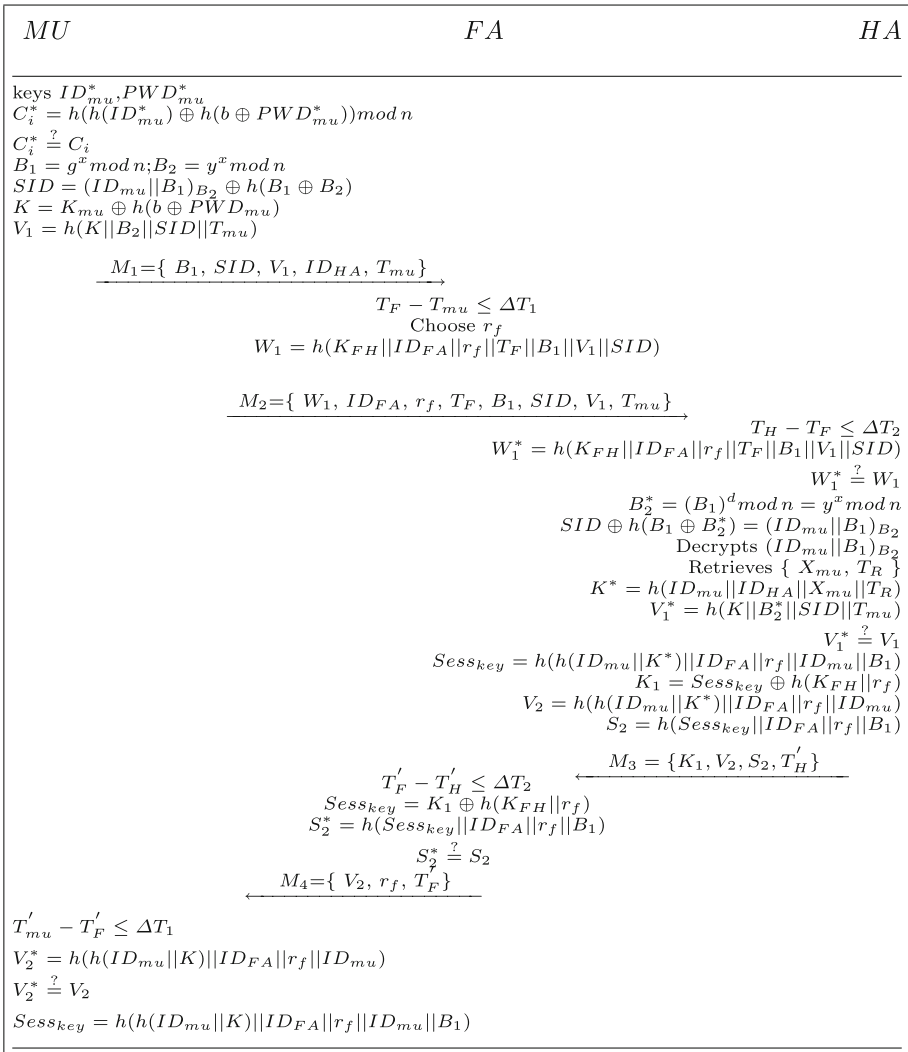 MU FA HA
keys ID*_mu,PWD*_mu
C*_i = h(h(ID*_mu) ⊕ h(b ⊕ PWD*_mu))mod n
C*_i ?= C_i
B_1 = g^x mod n;B_2 = y^x mod n
SID = (ID_mu||B_1)_B_2 ⊕ h(B_1 ⊕ B_2)
K = K_mu ⊕ h(b ⊕ PWD_mu)
V_1 = h(K||B_2||SID||T_mu)
M_1={ B_1, SID, V_1, ID_HA, T_mu}
T_F − T_mu ≤ ΔT_1
Choose r_f
W_1 = h(K_FH||ID_FA||r_f||T_F||B_1||V_1||SID)
M_2={ W_1, ID_FA, r_f, T_F, B_1, SID, V_1, T_mu}
T_H − T_F ≤ ΔT_2
W*_1 = h(K_FH||ID_FA||r_f||T_F||B_1||V_1||SID)
W*_1 ?= W_1
B*_2 = (B_1)^d mod n = y^x mod n
SID ⊕ h(B_1 ⊕ B*_2) = (ID_mu||B_1)_B_2
Decrypts (ID_mu||B_1)_B_2
Retrieves { X_mu, T_R }
K* = h(ID_mu||ID_HA||X_mu||T_R)
V*_1 = h(K||B*_2||SID||T_mu)
V*_1 ?= V_1
Sess_key = h(h(ID_mu||K*)||ID_FA||r_f||ID_mu||B_1)
K_1 = Sess_key ⊕ h(K_FH||r_f)
V_2 = h(h(ID_mu||K*)||ID_FA||r_f||ID_mu)
S_2 = h(Sess_key||ID_FA||r_f||B_1)
M_3 = {K_1, V_2, S_2, T'_H}
T'_F − T'_H ≤ ΔT_2
Sess_key = K_1 ⊕ h(K_FH||r_f)
S*_2 = h(Sess_key||ID_FA||r_f||B_1)
S*_2 ?= S_2
M_4={ V_2, r_f, T'_F}
T'_mu − T'_F ≤ ΔT_1
V*_2 = h(h(ID_mu||K)||ID_FA||r_f||ID_mu)
V*_2 ?= V_2
Sess_key = h(h(ID_mu||K)||ID_FA||r_f||ID_mu||B_1)